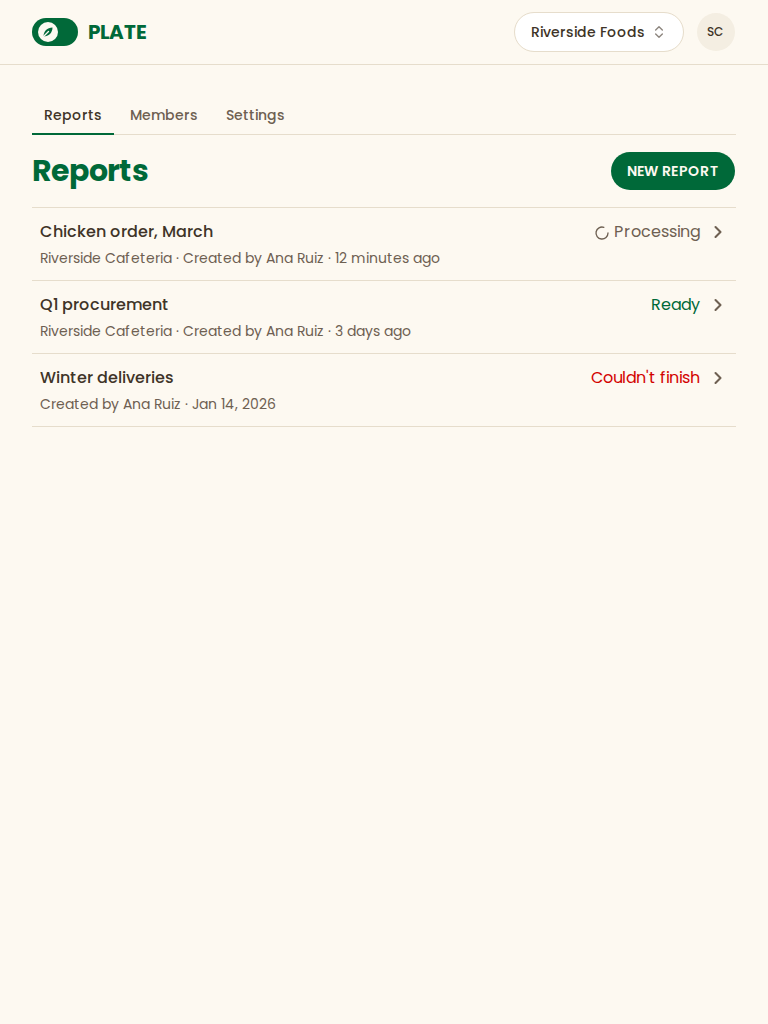 PLATE
Riverside Foods
SC
Reports
Members
Settings
Reports
NEW REPORT
Chicken order, March
Processing
Riverside Cafeteria · Created by Ana Ruiz · 12 minutes ago
Q1 procurement
Ready
Riverside Cafeteria · Created by Ana Ruiz · 3 days ago
Winter deliveries
Couldn't finish
Created by Ana Ruiz · Jan 14, 2026